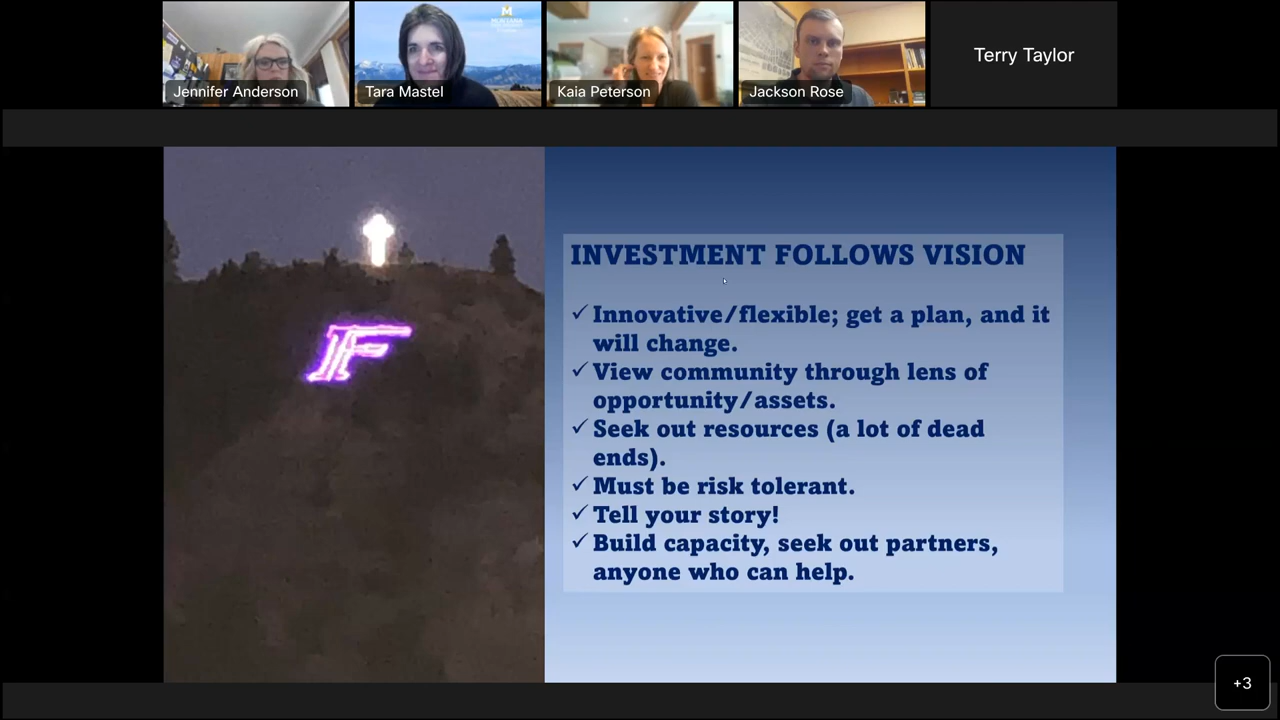 M
MONTANA
Jennifer Anderson
Tara Mastel
Kaia Peterson
Jackson Rose
Terry Taylor
F
INVESTMENT FOLLOWS VISION
✓ Innovative/flexible; get a plan, and it
will change.
✓ View community through lens of
opportunity/assets.
✓ Seek out resources (a lot of dead
ends).
✓ Must be risk tolerant.
✓ Tell your story!
✓ Build capacity, seek out partners,
anyone who can help.
+3